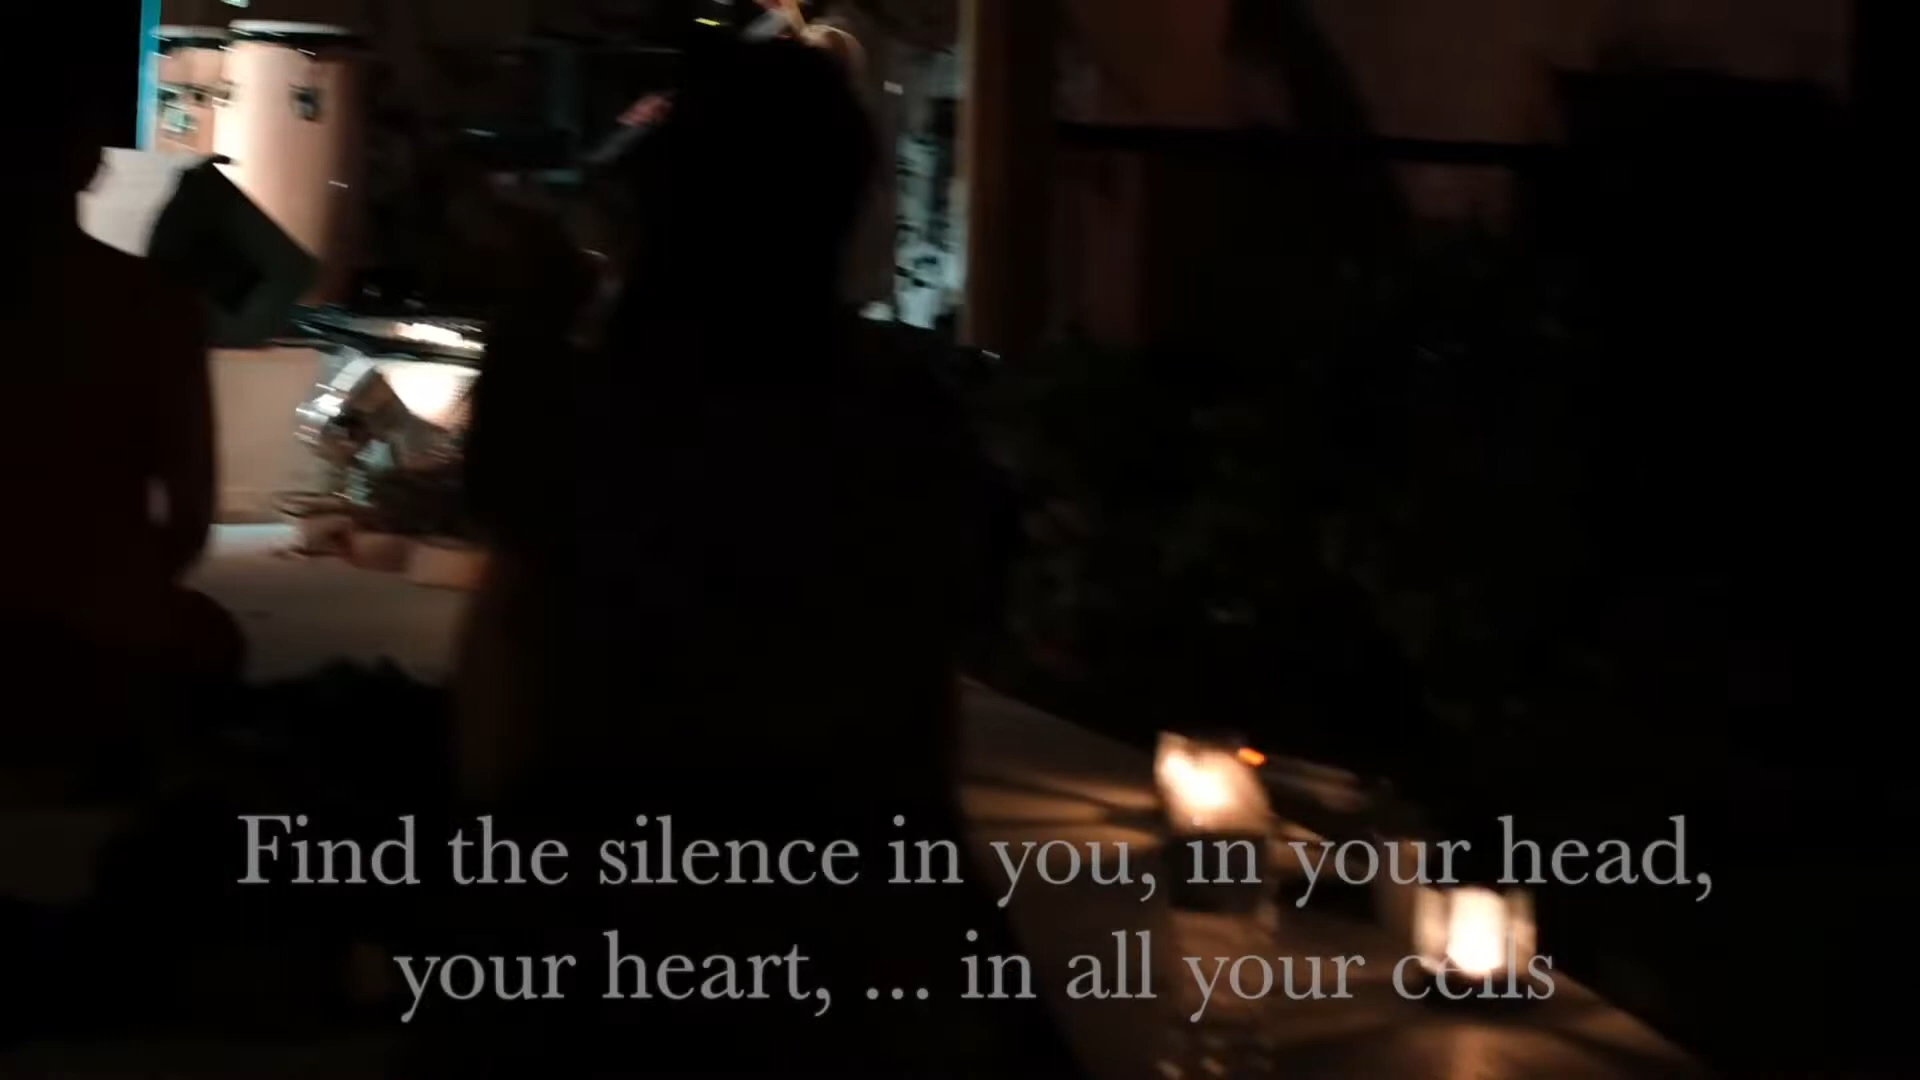 Find the silence in you, in your head,
your heart, ... in all your cells